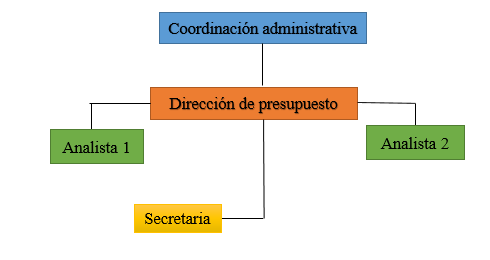 Coordinación administrativa
Dirección de presupuesto
Analista 1
Analista 2
Secretaria